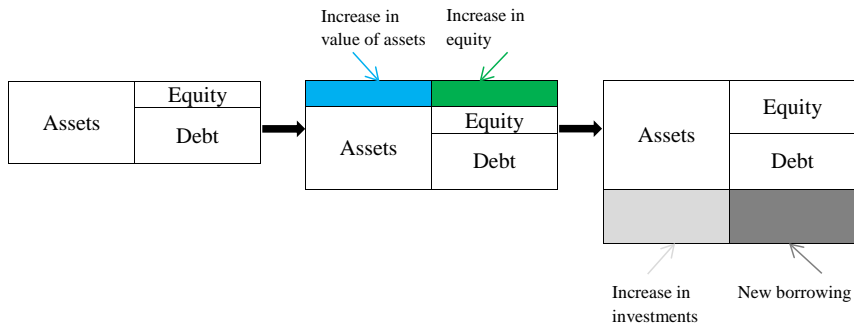 Increase in
value of assets
Increase in
equity
Assets
Equity
Debt
Assets
Equity
Debt
Assets
Equity
Debt
Increase in
investments
New borrowing